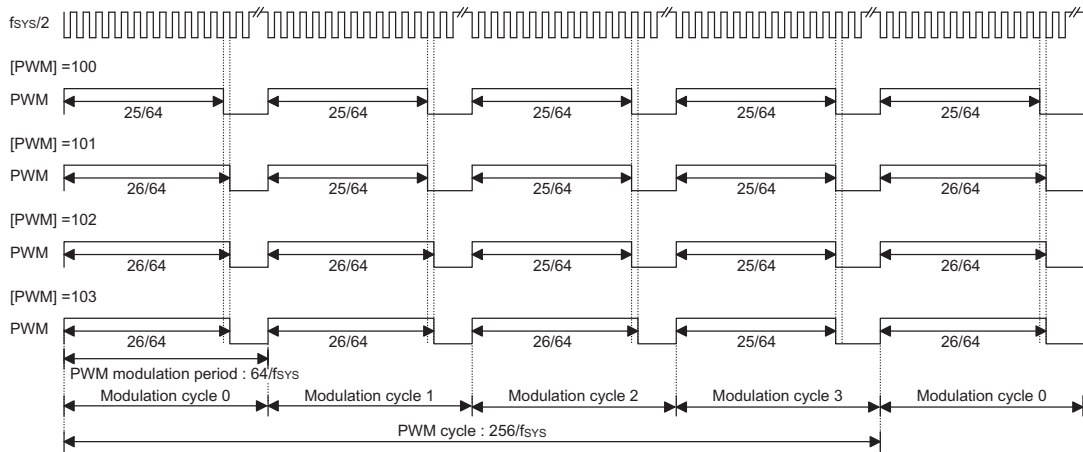 fSYS/2
[PWM] =100
PWM
25/64 25/64 25/64 25/64 25/64
[PWM] =101
PWM
26/64 25/64 25/64 25/64 26/64
[PWM] =102
PWM
26/64 26/64 25/64 25/64 26/64
[PWM] =103
PWM
26/64 26/64 26/64 25/64 26/64
PWM modulation period : 64/fSYS
Modulation cycle 0 Modulation cycle 1 Modulation cycle 2 Modulation cycle 3 Modulation cycle 0
PWM cycle : 256/fSYS